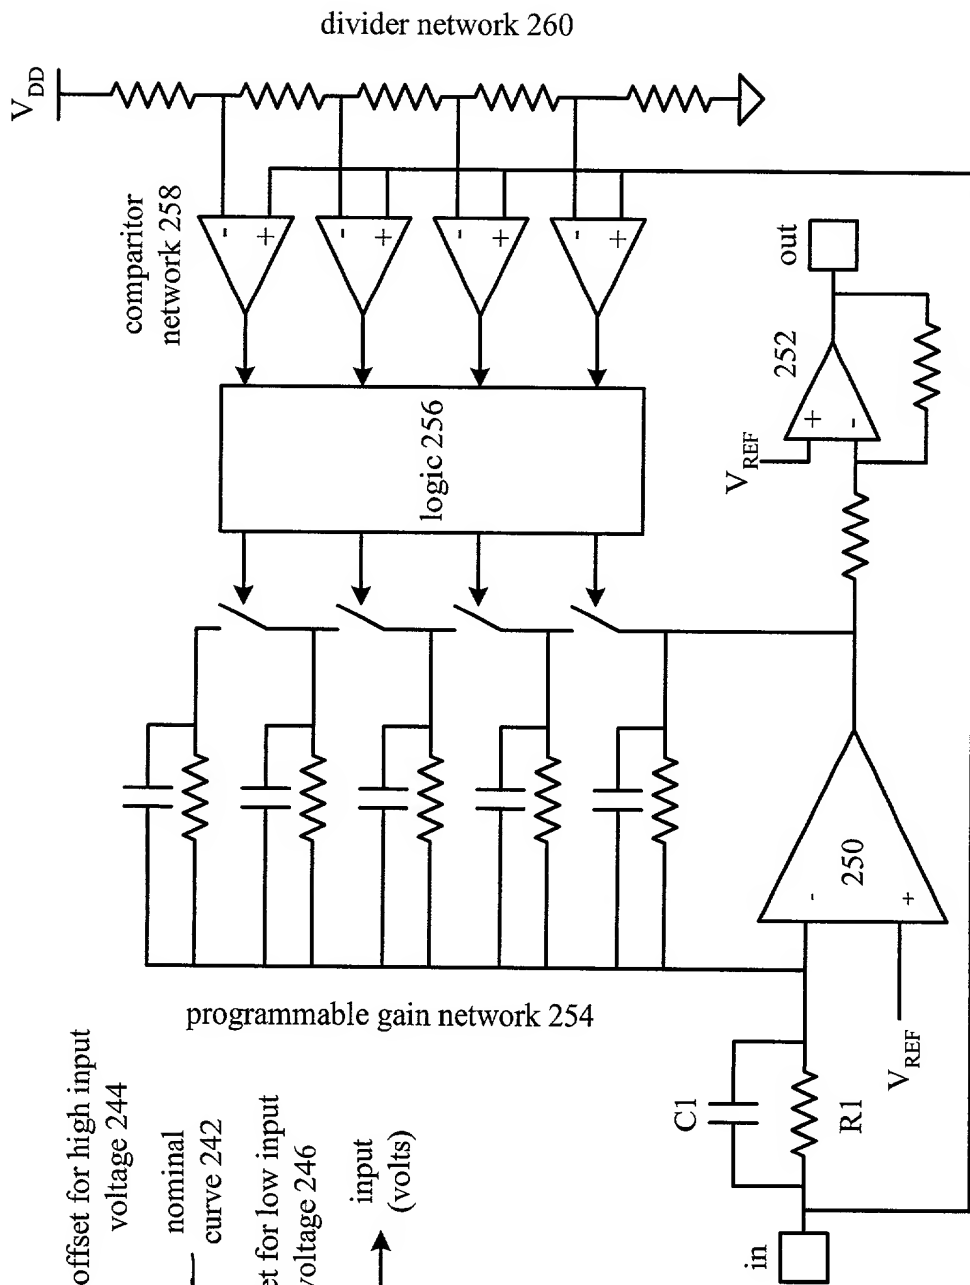 divider network 260
V_DD
comparitor
network 258
-
+
-
+
-
+
-
+
out
252
+
-
V_REF
logic 256
250
-
+
V_REF
programmable gain network 254
C1
R1
in
offset for high input
voltage 244
nominal
curve 242
et for low input
voltage 246
input
(volts)